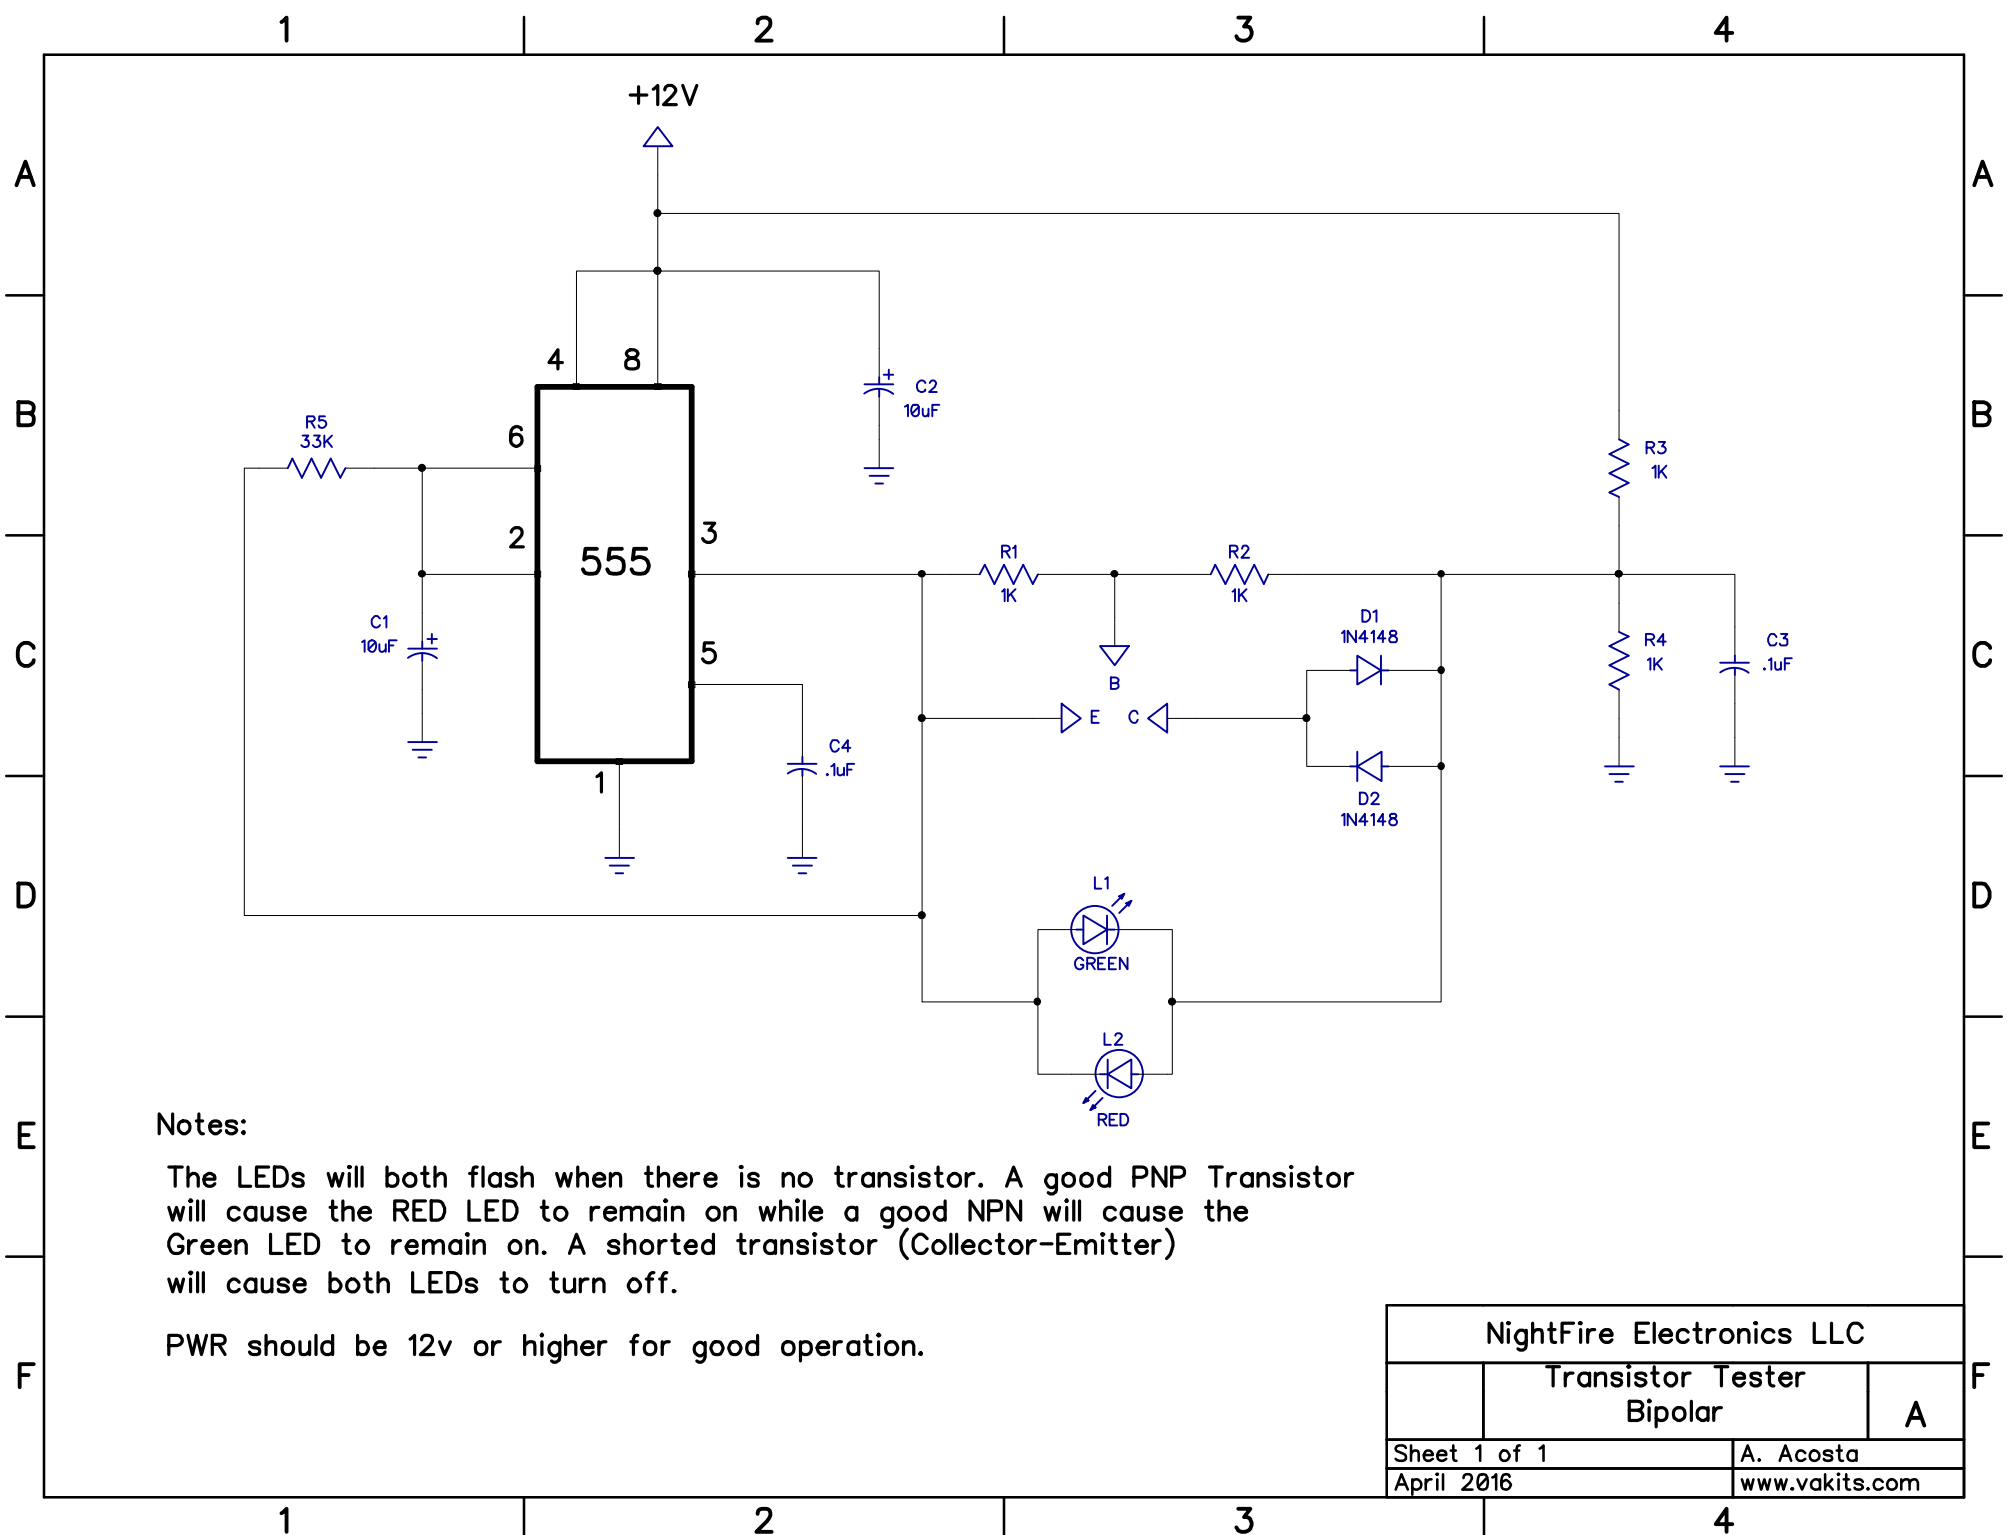 1 2 3 4
+12V
A A
4 8
B B
C2
10uF
R5
33K
6
R3
1K
2
3
555
R1
1K
R2
1K
C1
10uF
C C
5
D1
1N4148
R4
1K
C3
.1uF
B
E C
C4
.1uF
1
D2
1N4148
D D
L1
GREEN
L2
RED
E E
Notes:
The LEDs will both flash when there is no transistor. A good PNP Transistor
will cause the RED LED to remain on while a good NPN will cause the
Green LED to remain on. A shorted transistor (Collector-Emitter)
will cause both LEDs to turn off.
PWR should be 12v or higher for good operation.
F F
NightFire Electronics LLC
Transistor Tester
Bipolar
A
Sheet 1 of 1
A. Acosta
April 2016
www.vakits.com
1 2 3 4